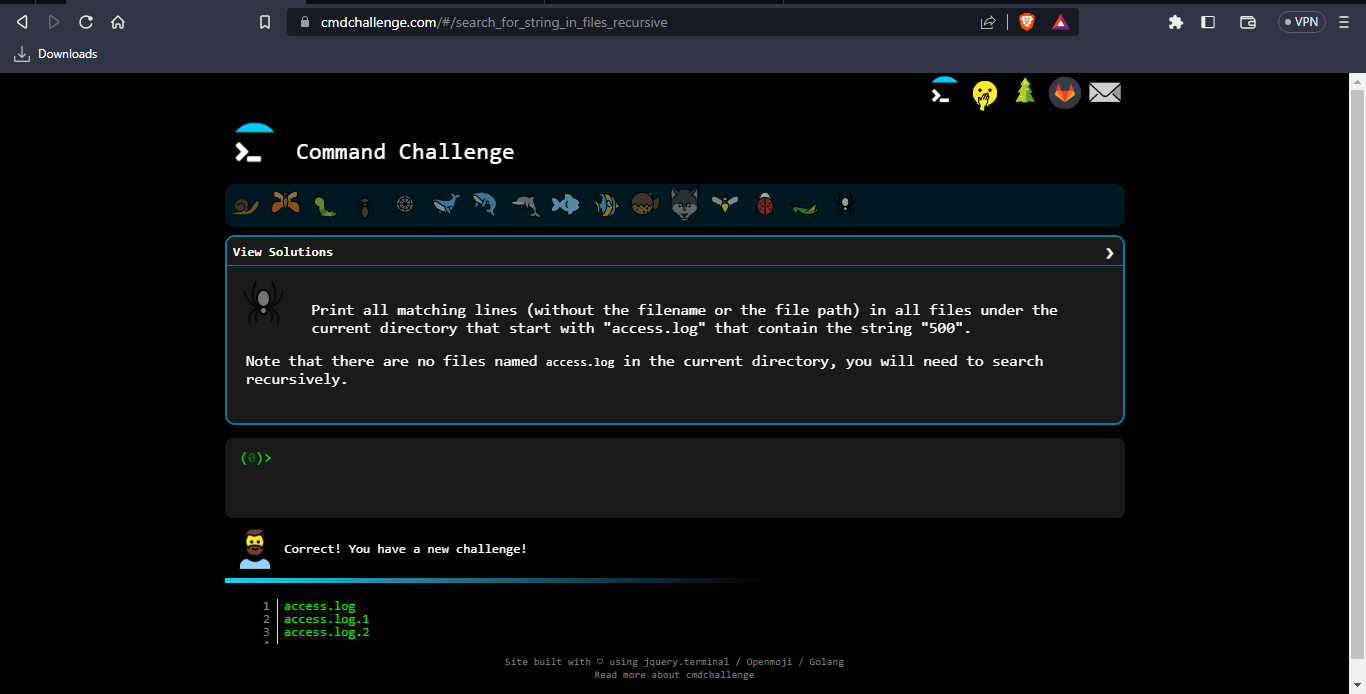 cmdchallenge.com/#/search_for_string_in_files_recursive
VPN
Downloads
Command Challenge
View Solutions
Print all matching lines (without the filename or the file path) in all files under the
current directory that start with "access.log" that contain the string "500".
Note that there are no files named access.log in the current directory, you will need to search
recursively.
(0)>
Correct! You have a new challenge!
1 access.log
2 access.log.1
3 access.log.2
Site built with ♡ using jquery.terminal / Openmoji / Golang
Read more about cmdchallenge